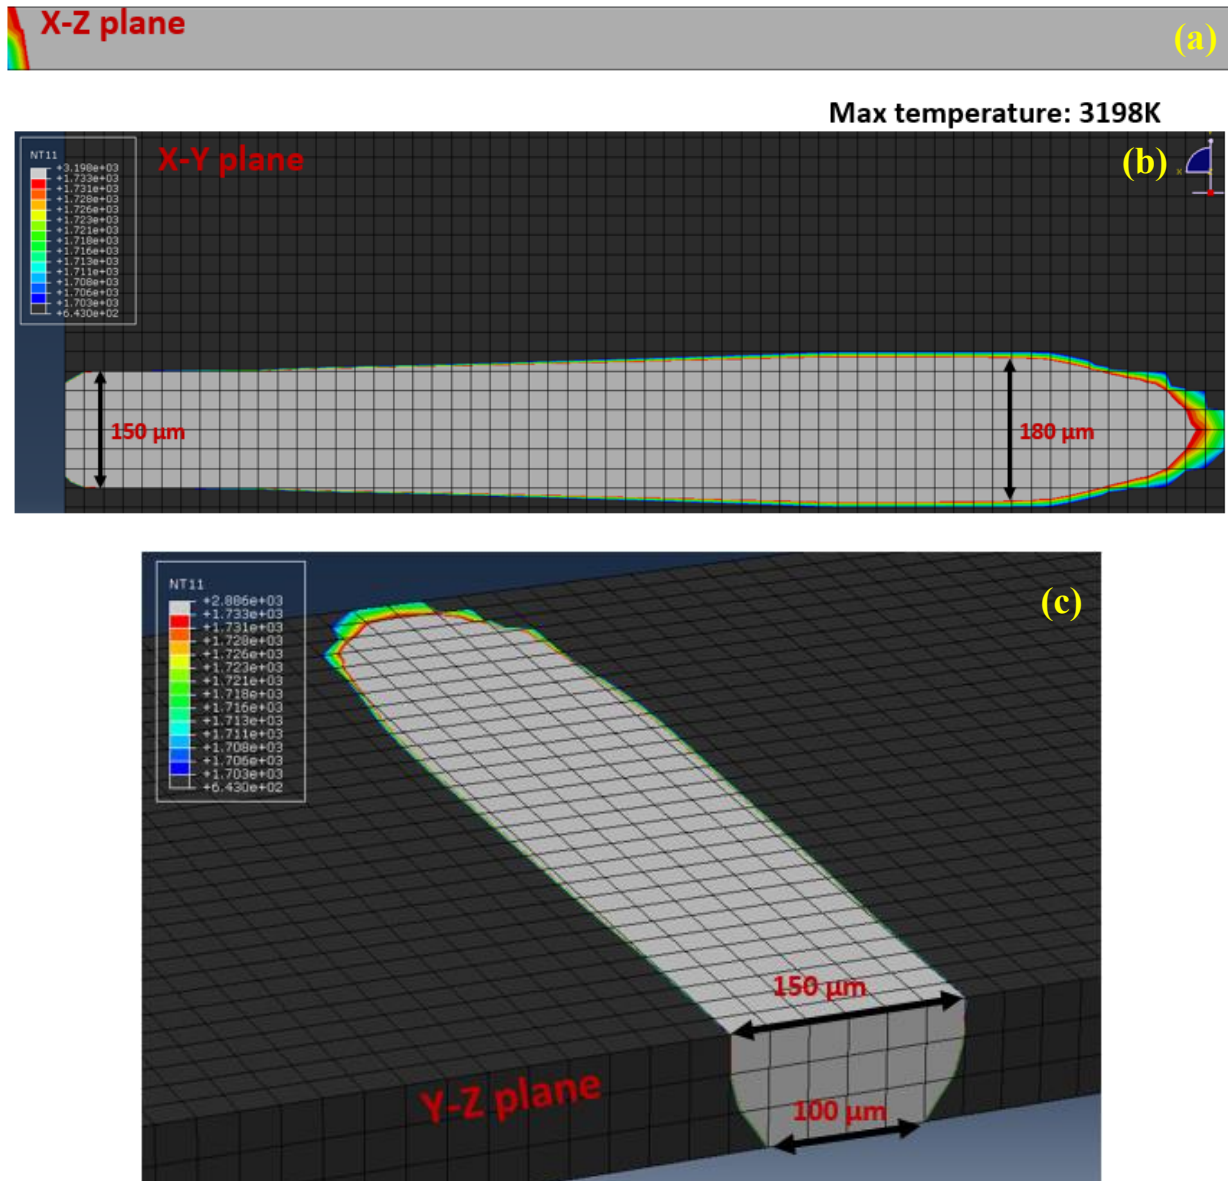 X-Z plane
(a)
Max temperature: 3198K
NT11
X-Y plane
(b)
+3.198e+03
+1.733e+03
+1.731e+03
+1.728e+03
+1.726e+03
+1.723e+03
+1.721e+03
+1.718e+03
+1.716e+03
+1.713e+03
+1.711e+03
+1.708e+03
+1.706e+03
+1.703e+03
+6.430e+02
X
150 µm
180 µm
NT11
(c)
+2.886e+03
+1.733e+03
+1.731e+03
+1.728e+03
+1.726e+03
+1.723e+03
+1.721e+03
+1.718e+03
+1.716e+03
+1.713e+03
+1.711e+03
+1.708e+03
+1.706e+03
+1.703e+03
+6.430e+02
150 µm
Y-Z plane
100 µm